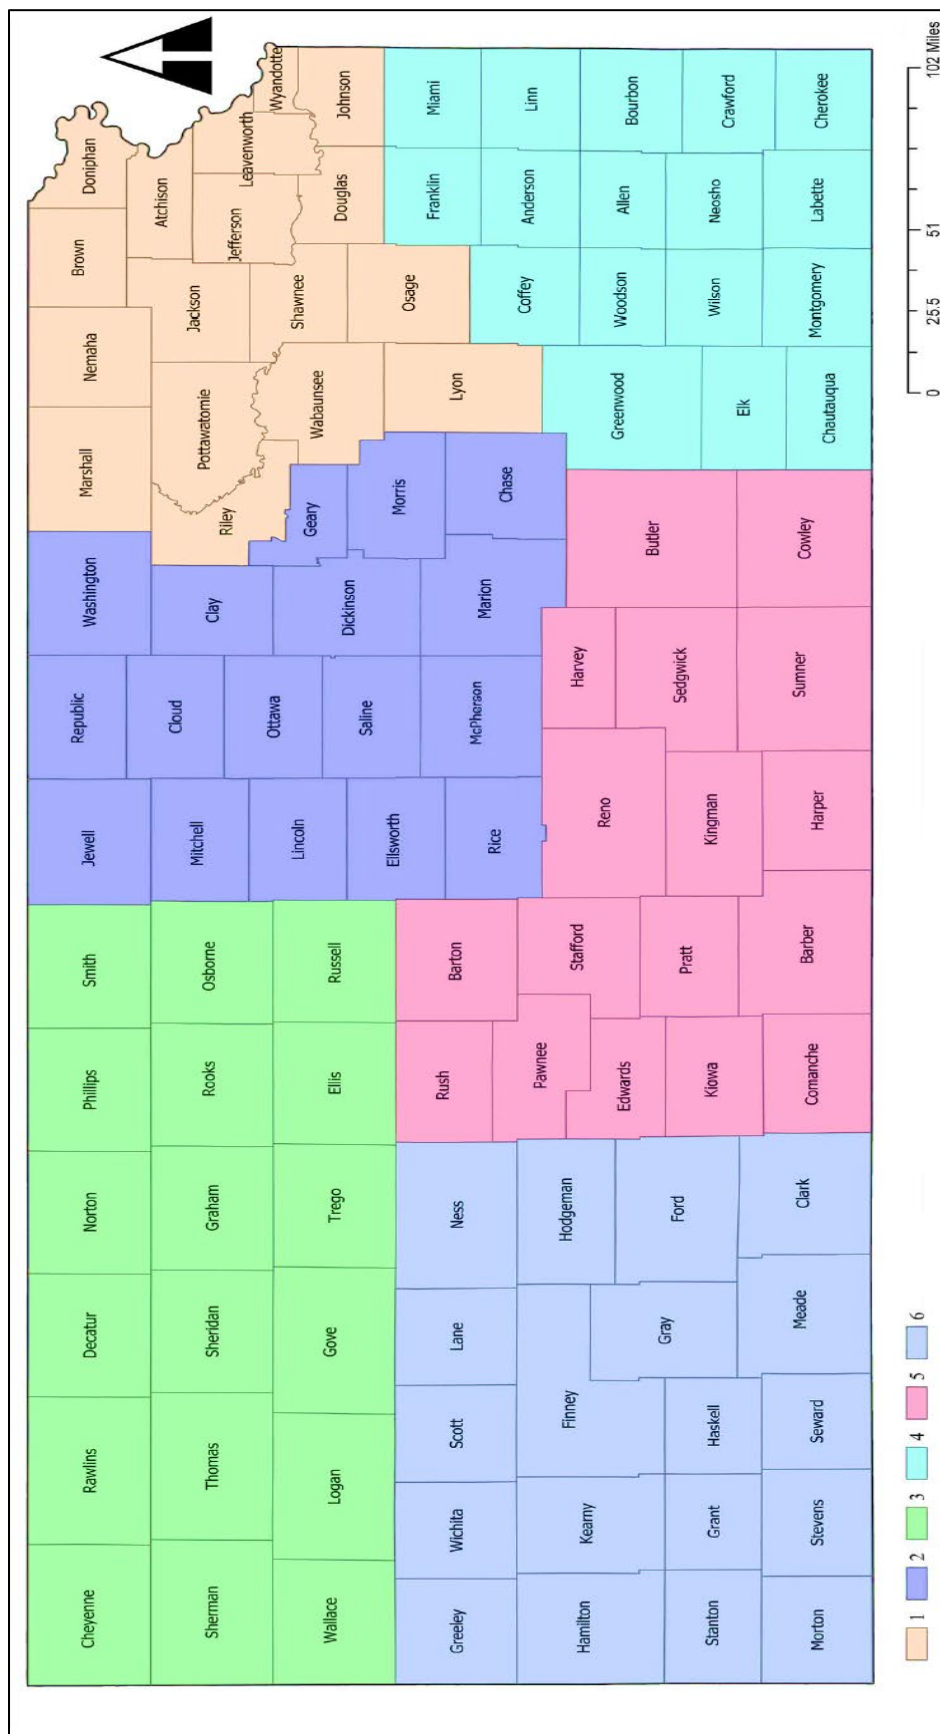 Cheyenne
Rawlins
Decatur
Norton
Phillips
Smith
Jewell
Republic
Washington
Marshall
Nemaha
Brown
Doniphan
Sherman
Thomas
Sheridan
Graham
Rooks
Osborne
Mitchell
Cloud
Clay
Riley
Pottawatomie
Jackson
Atchison
Jefferson
Leavenworth
Wyandotte
Wallace
Logan
Gove
Trego
Ellis
Russell
Lincoln
Ottawa
Dickinson
Geary
Wabaunsee
Shawnee
Douglas
Johnson
Greeley
Wichita
Scott
Lane
Ness
Rush
Barton
Ellsworth
Saline
Morris
Osage
Franklin
Miami
Hamilton
Kearny
Finney
Hodgeman
Pawnee
Stafford
Rice
McPherson
Marion
Chase
Lyon
Coffey
Anderson
Linn
Gray
Ford
Edwards
Reno
Harvey
Sedgwick
Butler
Greenwood
Woodson
Allen
Bourbon
Stanton
Grant
Haskell
Kiowa
Pratt
Kingman
Elk
Wilson
Neosho
Crawford
Morton
Stevens
Seward
Meade
Clark
Comanche
Barber
Harper
Sumner
Cowley
Chautauqua
Montgomery
Labette
Cherokee
1 2 3 4 5 6
0 25.5 51 102 Miles